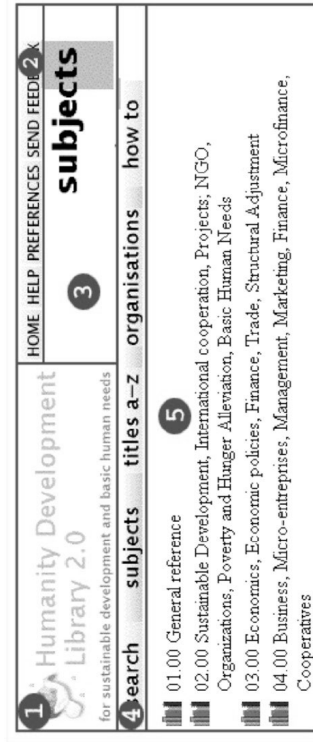 1
Humanity Development
Library 2.0
for sustainable development and basic human needs
HOME HELP PREFERENCES SEND FEEDB K
2
3
subjects
4
earch subjects titles a–z organisations how to
5
01.00 General reference
02.00 Sustainable Development, International cooperation, Projects; NGO,
Organizations, Poverty and Hunger Alleviation, Basic Human Needs
03.00 Economics, Economic policies, Finance, Trade, Structural Adjustment
04.00 Business, Micro-entreprises, Management, Marketing, Finance, Microfinance,
Cooperatives